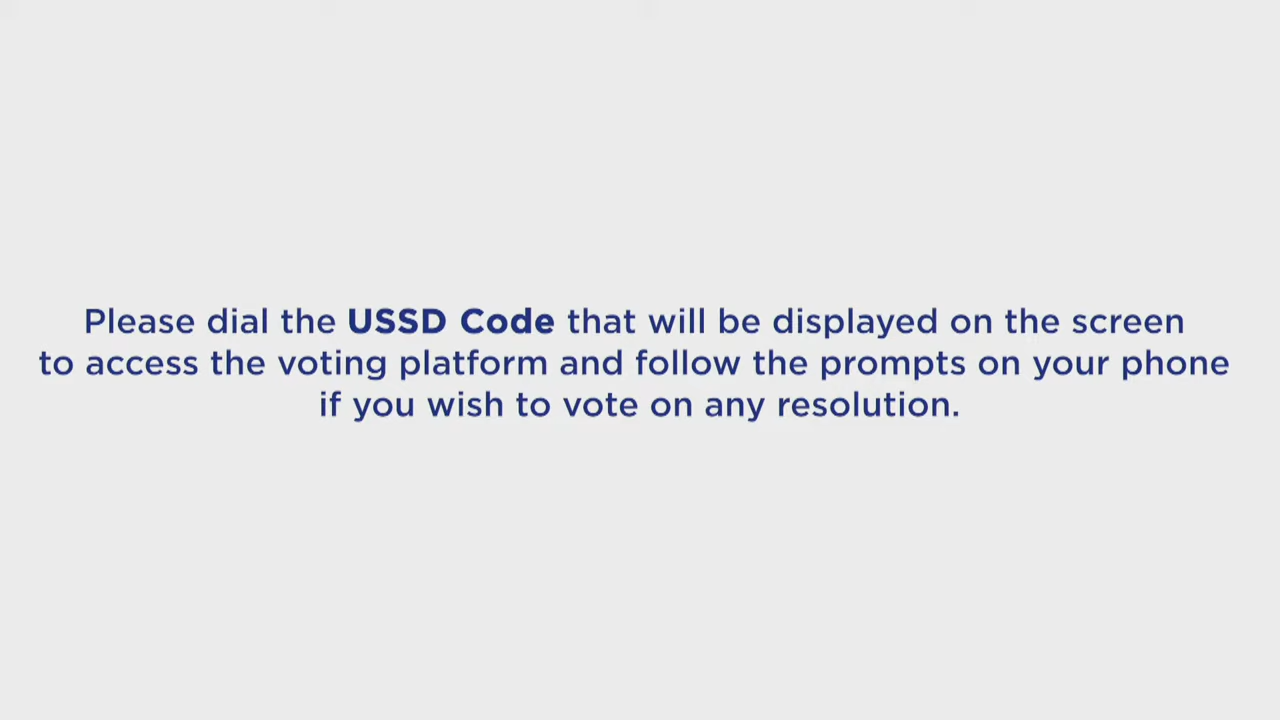 Please dial the USSD Code that will be displayed on the screen
to access the voting platform and follow the prompts on your phone
if you wish to vote on any resolution.